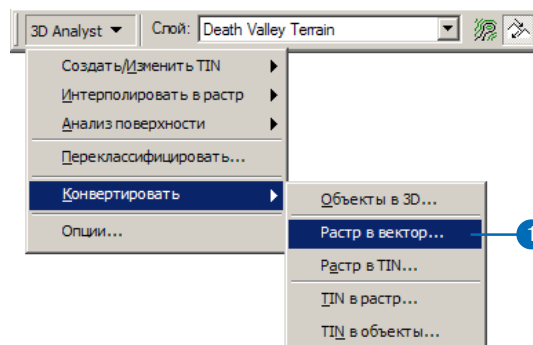 3D Analyst Слой: Death Valley Terrain
Создать/Изменить TIN
Интерполировать в растр
Анализ поверхности
Переклассифицировать...
Конвертировать
Опции...
Объекты в 3D...
Растр в вектор...
Растр в TIN...
TIN в растр...
TIN в объекты...
1